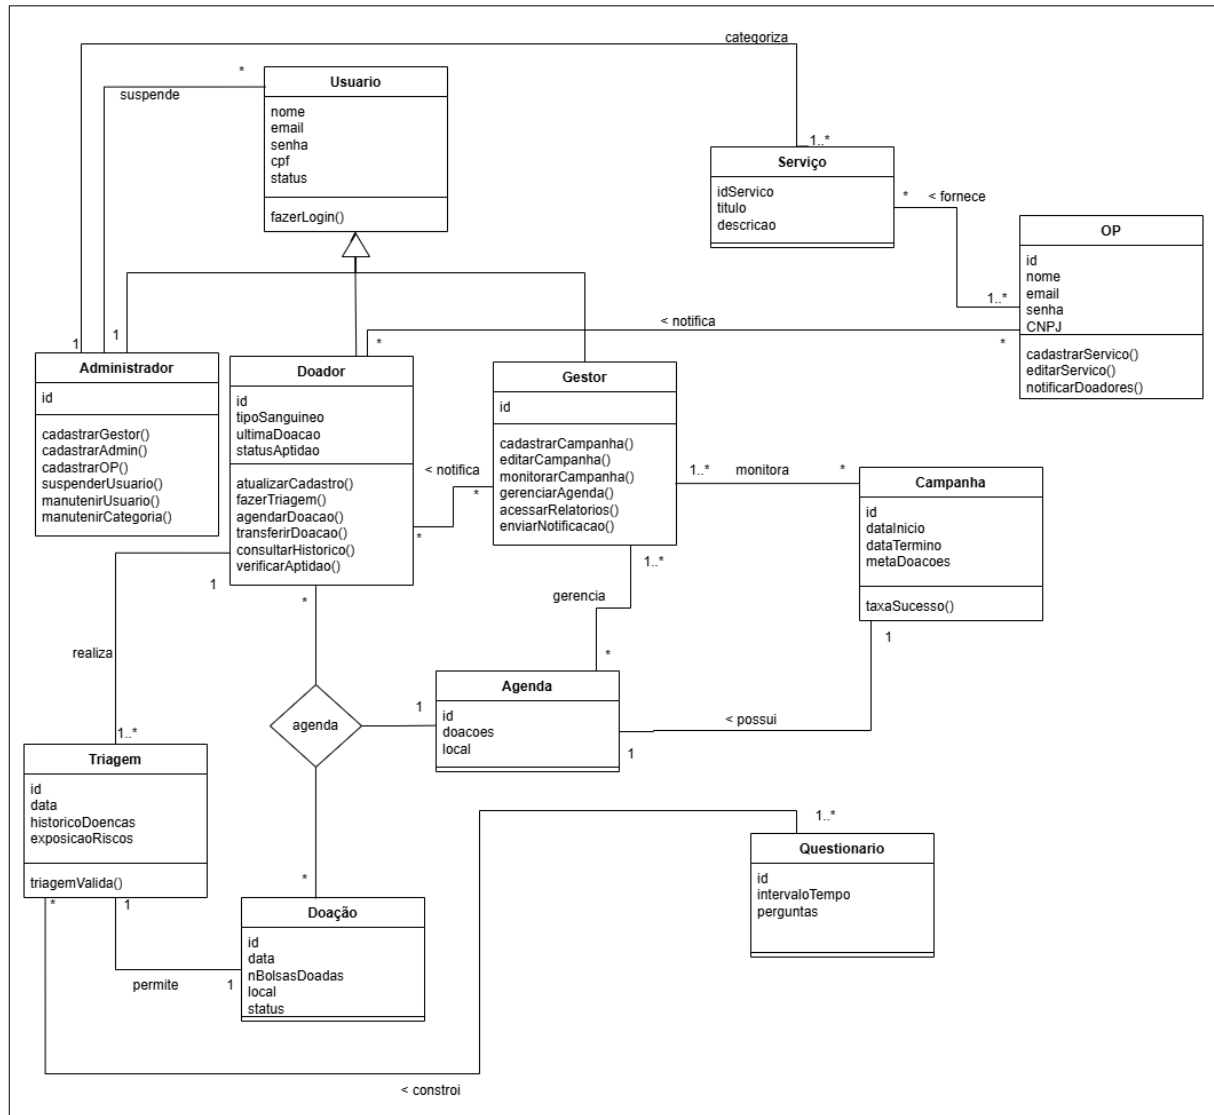 categoriza
*
suspende
Usuario
nome
email
senha
cpf
status
fazerLogin()
1..*
Serviço
idServico
titulo
descricao
*
< fornece
OP
id
nome
email
senha
CNPJ
cadastrarServico()
editarServico()
notificarDoadores()
1..*
< notifica
*
*
1
1
Administrador
id
cadastrarGestor()
cadastrarAdmin()
cadastrarOP()
suspenderUsuario()
manutenirUsuario()
manutenirCategoria()
Doador
id
tipoSanguineo
ultimaDoacao
statusAptidao
atualizarCadastro()
fazerTriagem()
agendarDoacao()
transferirDoacao()
consultarHistorico()
verificarAptidao()
< notifica
*
*
Gestor
id
cadastrarCampanha()
editarCampanha()
monitorarCampanha()
gerenciarAgenda()
acessarRelatorios()
enviarNotificacao()
1..*
monitora
*
Campanha
id
dataInicio
dataTermino
metaDoacoes
taxaSucesso()
1
1..*
gerencia
*
1
*
realiza
1..*
agenda
1
Agenda
id
doacoes
local
< possui
1
Triagem
id
data
historicoDoencas
exposicaoRiscos
triagemValida()
*
1
permite
1
*
Doação
id
data
nBolsasDoadas
local
status
1..*
Questionario
id
intervaloTempo
perguntas
< constroi